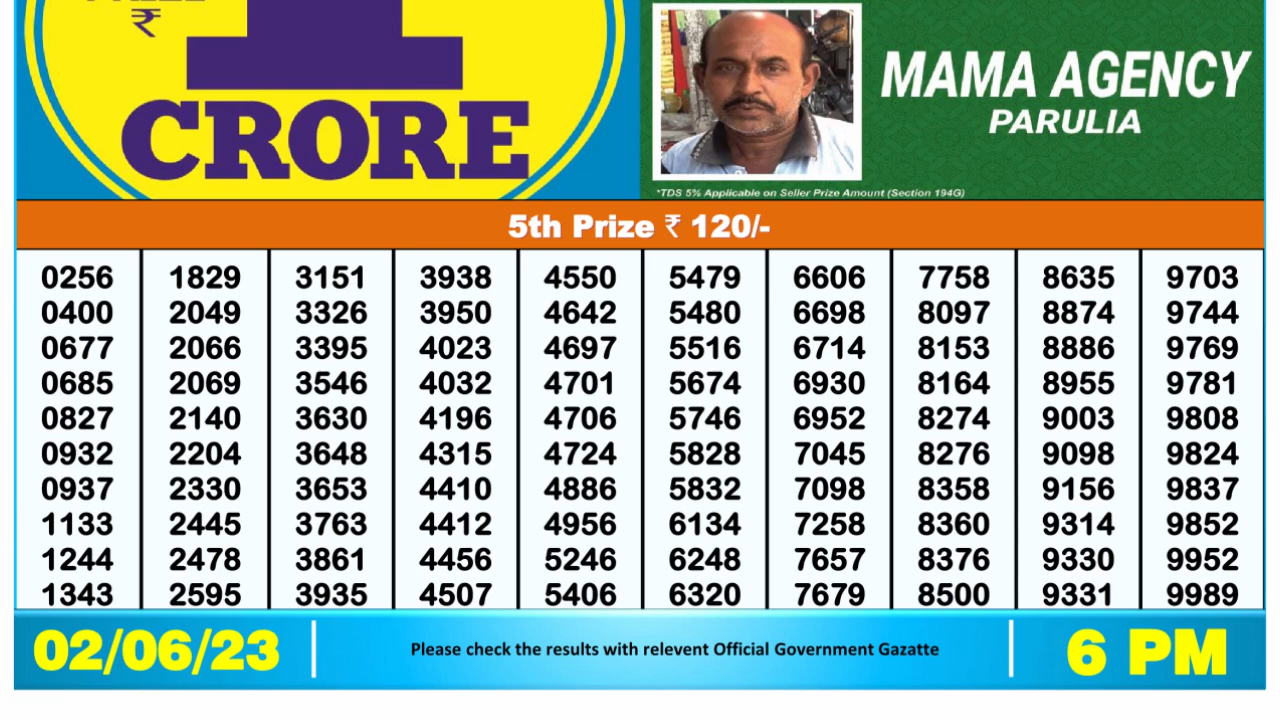 ₹
CRORE
MAMA AGENCY
PARULIA
*TDS 5% Applicable on Seller Prize Amount (Section 194G)
5th Prize ₹ 120/-
0256 1829 3151 3938 4550 5479 6606 7758 8635 9703
0400 2049 3326 3950 4642 5480 6698 8097 8874 9744
0677 2066 3395 4023 4697 5516 6714 8153 8886 9769
0685 2069 3546 4032 4701 5674 6930 8164 8955 9781
0827 2140 3630 4196 4706 5746 6952 8274 9003 9808
0932 2204 3648 4315 4724 5828 7045 8276 9098 9824
0937 2330 3653 4410 4886 5832 7098 8358 9156 9837
1133 2445 3763 4412 4956 6134 7258 8360 9314 9852
1244 2478 3861 4456 5246 6248 7657 8376 9330 9952
1343 2595 3935 4507 5406 6320 7679 8500 9331 9989
02/06/23 Please check the results with relevent Official Government Gazatte 6 PM